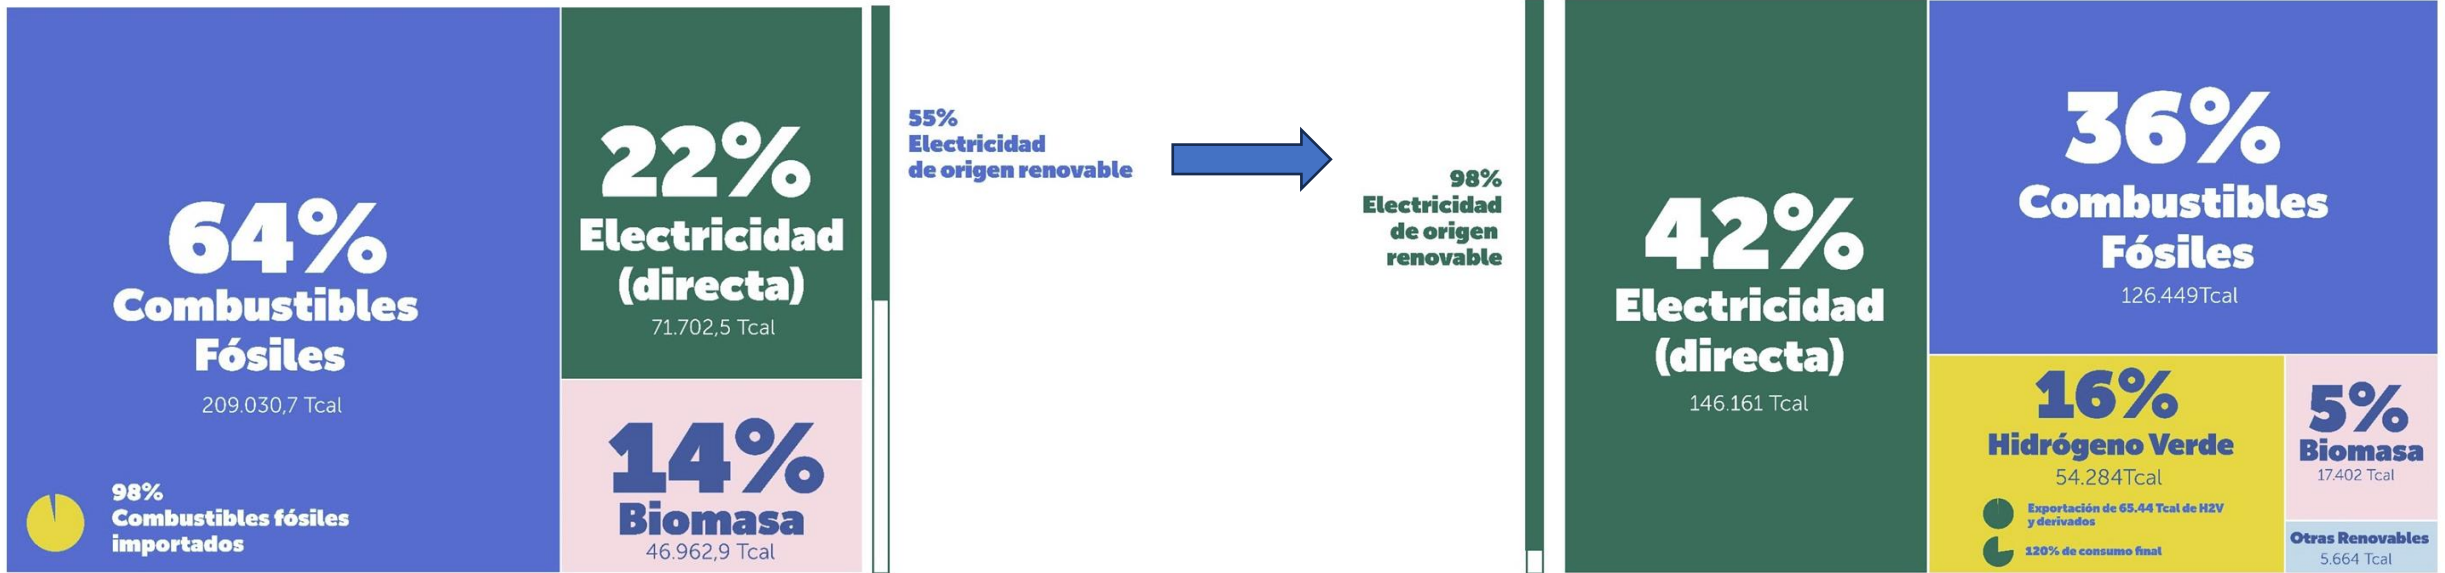 64%
Combustibles
Fósiles
209.030,7 Tcal
98%
Combustibles fósiles
importados
22%
Electricidad
(directa)
71.702,5 Tcal
14%
Biomasa
46.962,9 Tcal
55%
Electricidad
de origen renovable
98%
Electricidad
de origen
renovable
42%
Electricidad
(directa)
146.161 Tcal
36%
Combustibles
Fósiles
126.449Tcal
16%
Hidrógeno Verde
54.284Tcal
Exportación de 65.44 Tcal de H2V
y derivados
120% de consumo final
5%
Biomasa
17.402 Tcal
Otras Renovables
5.664 Tcal